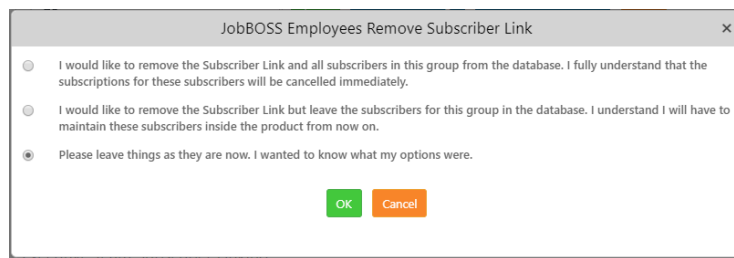 JobBOSS Employees Remove Subscriber Link ×
I would like to remove the Subscriber Link and all subscribers in this group from the database. I fully understand that the
subscriptions for these subscribers will be cancelled immediately.
I would like to remove the Subscriber Link but leave the subscribers for this group in the database. I understand I will have to
maintain these subscribers inside the product from now on.
Please leave things as they are now. I wanted to know what my options were.
OK Cancel